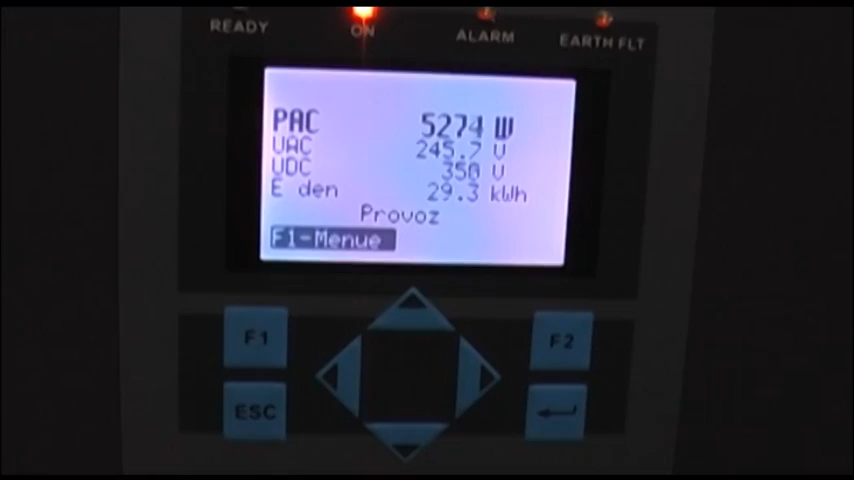 READY ON ALARM EARTH FLT
PAC 5274 W
UAC 245.7 V
UDC 350 V
E den 29.3 kWh
Provoz
F1-Menue
F1 F2
ESC